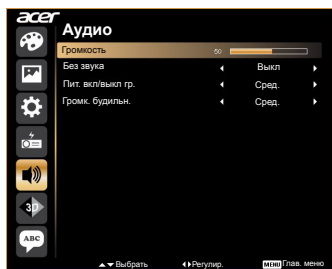 acer
Аудио
Громкость 50
Без звука Выкл
Пит. вкл/выкл гр. Сред.
Громк. будильн. Сред.
3D
ABC
Выбрать Регулир. MENU Глав. меню